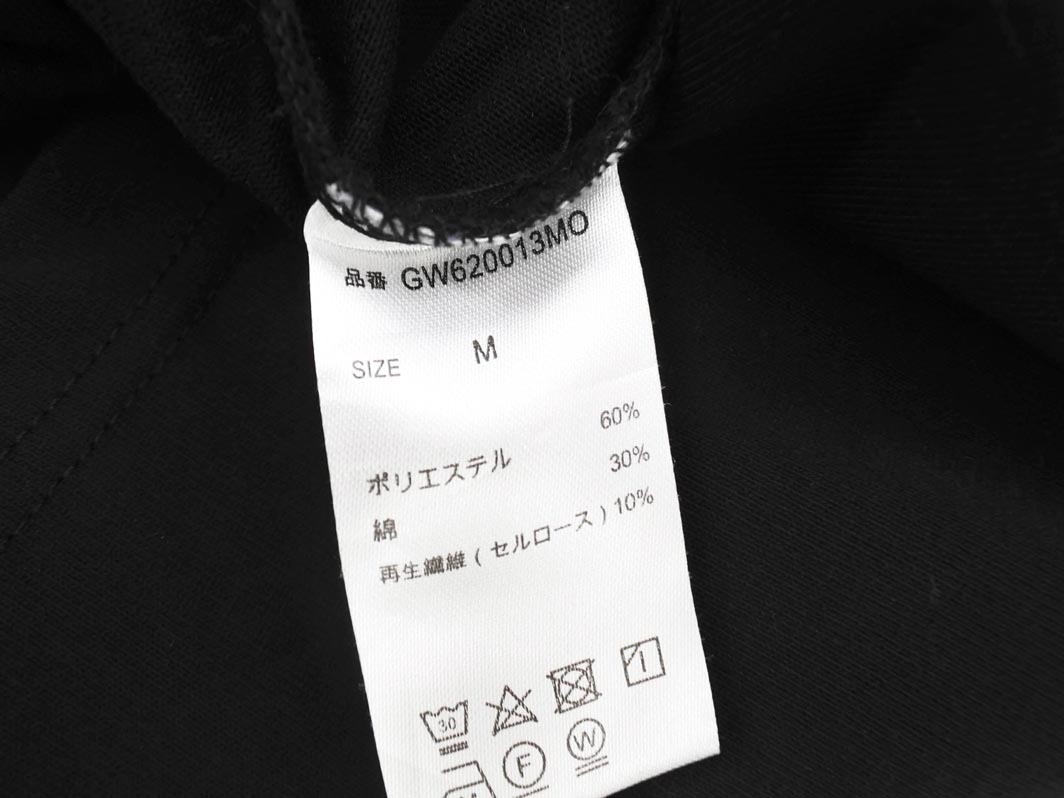 品番 GW620013MO
SIZE M
ポリエステル 60%
綿 30%
再生繊維 ( セルロース ) 10%
30
F W